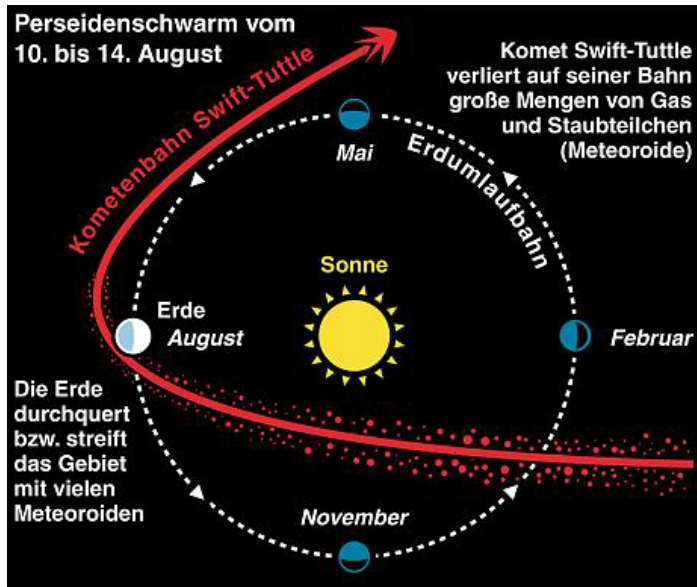 Perseidenschwarm vom
10. bis 14. August
Komet Swift-Tuttle
verliert auf seiner Bahn
große Mengen von Gas
und Staubteilchen
(Meteoroide)
Kometenbahn Swift-Tuttle
Mai
Erdumlaufbahn
Sonne
Erde
August
Februar
Die Erde
durchquert
bzw. streift
das Gebiet
mit vielen
Meteoroiden
November